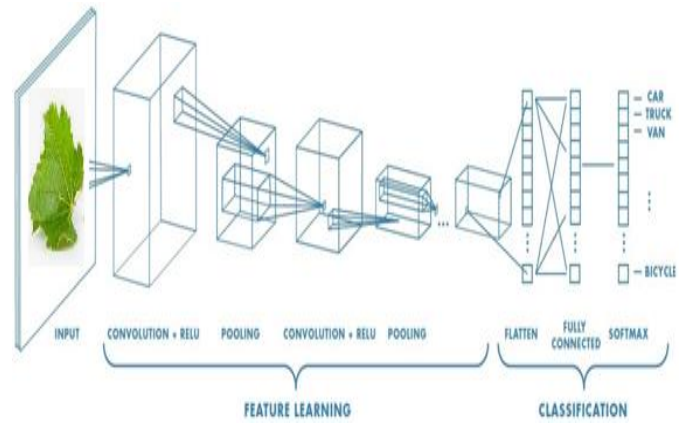 CAR
TRUCK
VAN
BICYCLE
INPUT
CONVOLUTION + RELU
POOLING
CONVOLUTION + RELU
POOLING
FLATTEN
FULLY
CONNECTED
SOFTMAX
FEATURE LEARNING
CLASSIFICATION